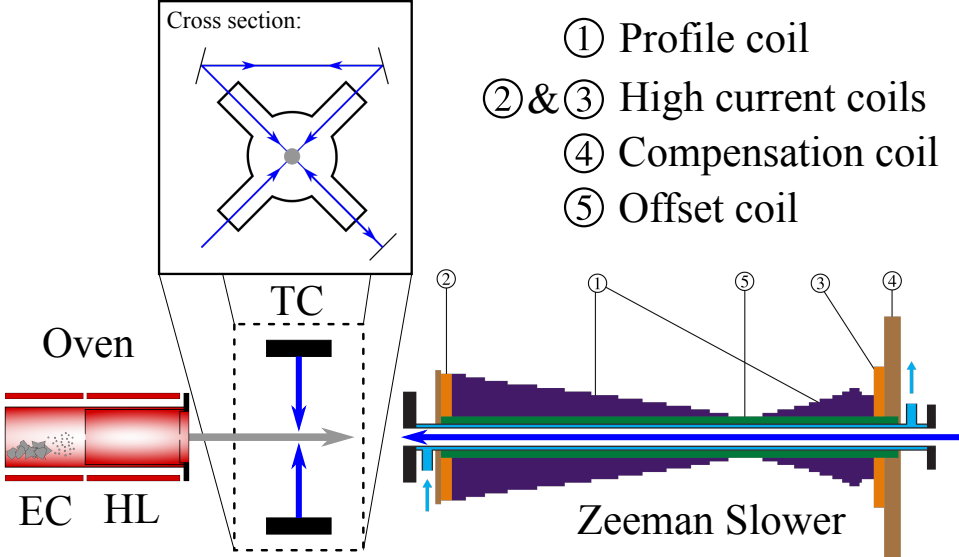 Cross section:
① Profile coil
②&③ High current coils
④ Compensation coil
⑤ Offset coil
② ① ⑤ ③ ④
TC
Oven
EC HL
Zeeman Slower